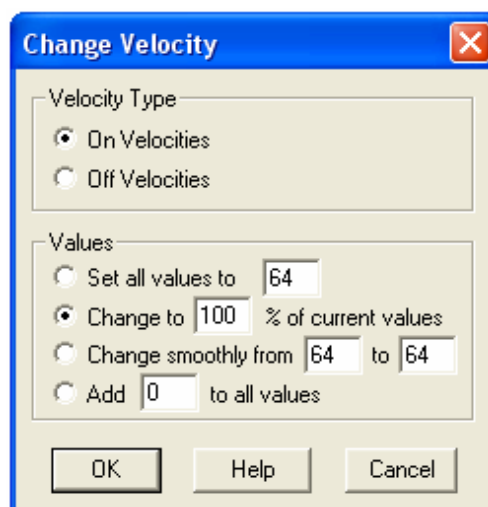 Change Velocity
Velocity Type
On Velocities
Off Velocities
Values
Set all values to 64
Change to 100 % of current values
Change smoothly from 64 to 64
Add 0 to all values
OK Help Cancel